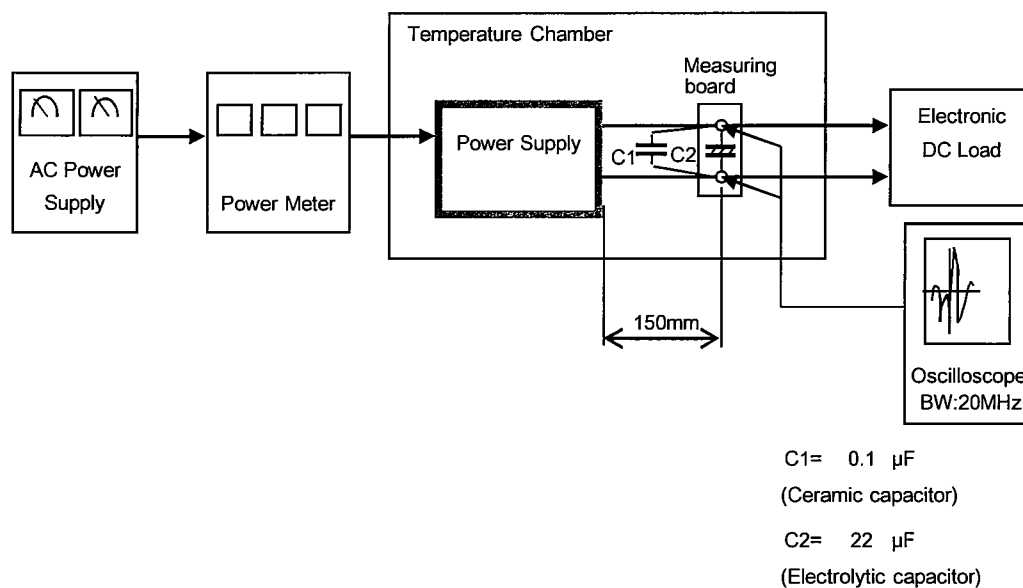 Temperature Chamber
Measuring
board
AC Power
Supply
Power Meter
Power Supply
C1
C2
Electronic
DC Load
150mm
Oscilloscope
BW:20MHz
C1= 0.1 µF
(Ceramic capacitor)
C2= 22 µF
(Electrolytic capacitor)